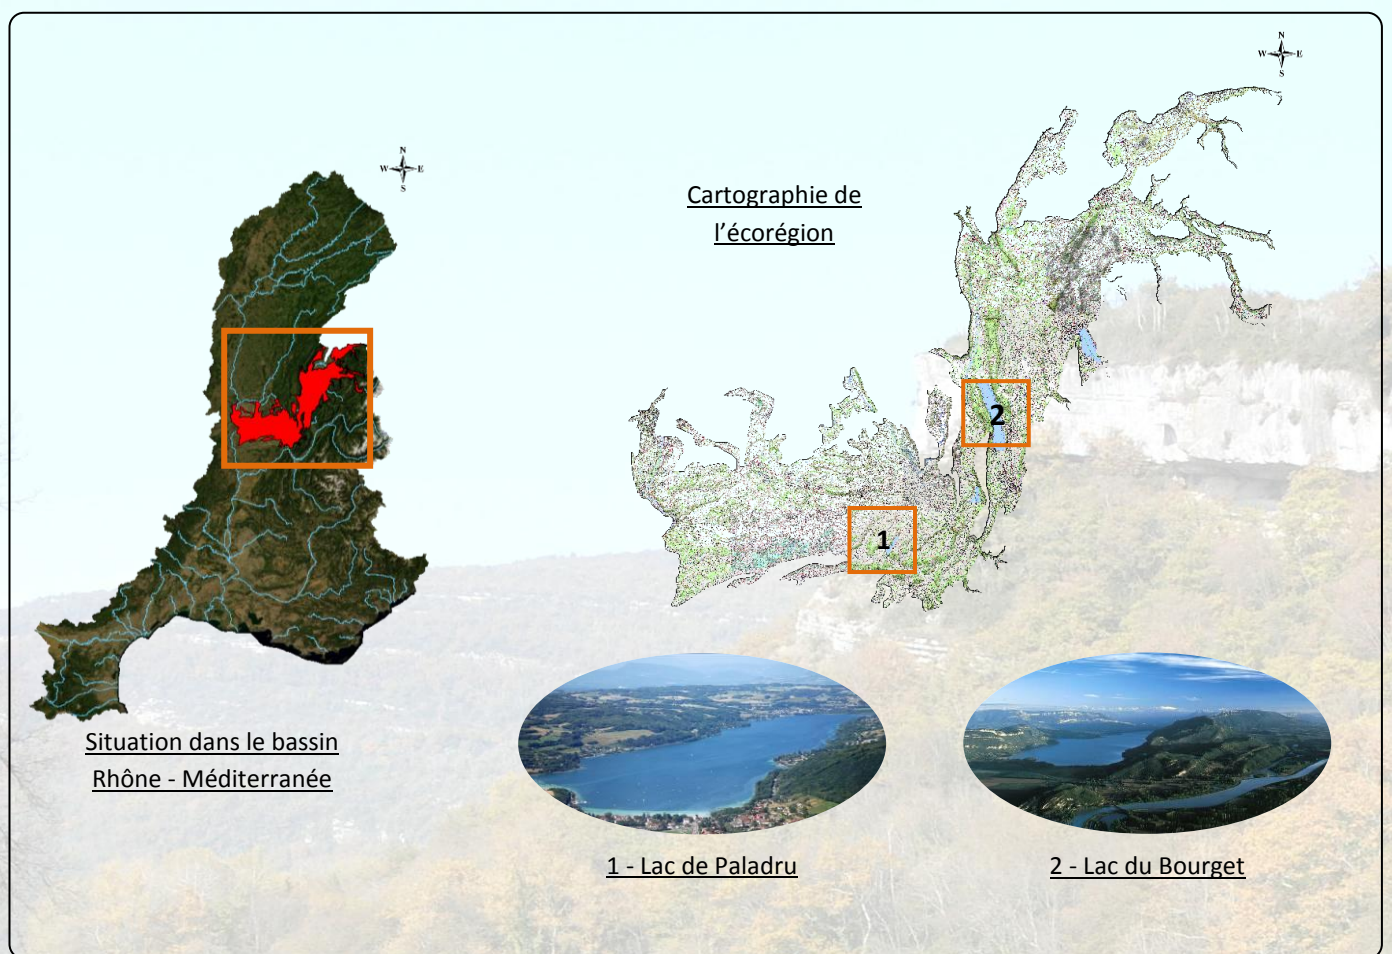 N
W E
S
Cartographie de
l’écorégion
N
W E
S
2
1
Situation dans le bassin
Rhône - Méditerranée
1 - Lac de Paladru
2 - Lac du Bourget